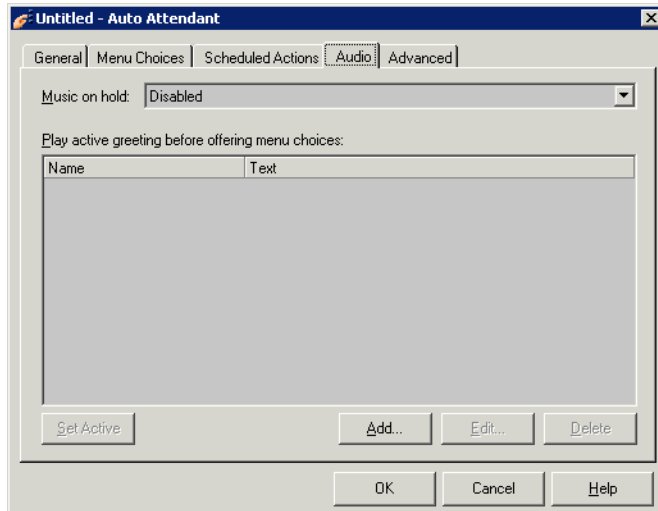 Untitled - Auto Attendant
General Menu Choices Scheduled Actions Audio Advanced
Music on hold: Disabled
Play active greeting before offering menu choices:
Name Text
Set Active Add... Edit... Delete
OK Cancel Help